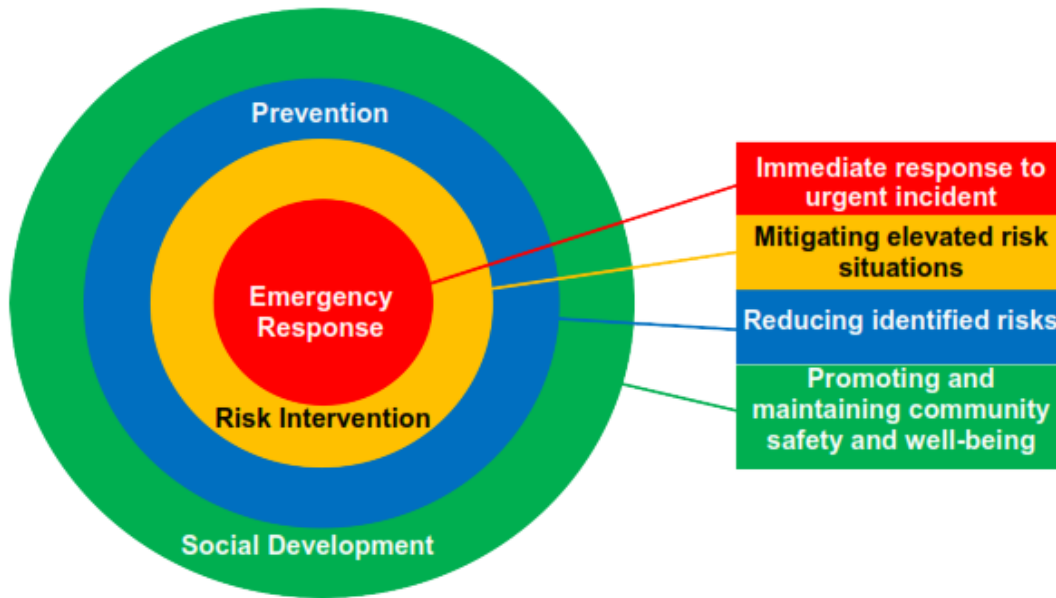 Prevention
Emergency
Response
Risk Intervention
Social Development
Immediate response to
urgent incident
Mitigating elevated risk
situations
Reducing identified risks
Promoting and
maintaining community
safety and well-being